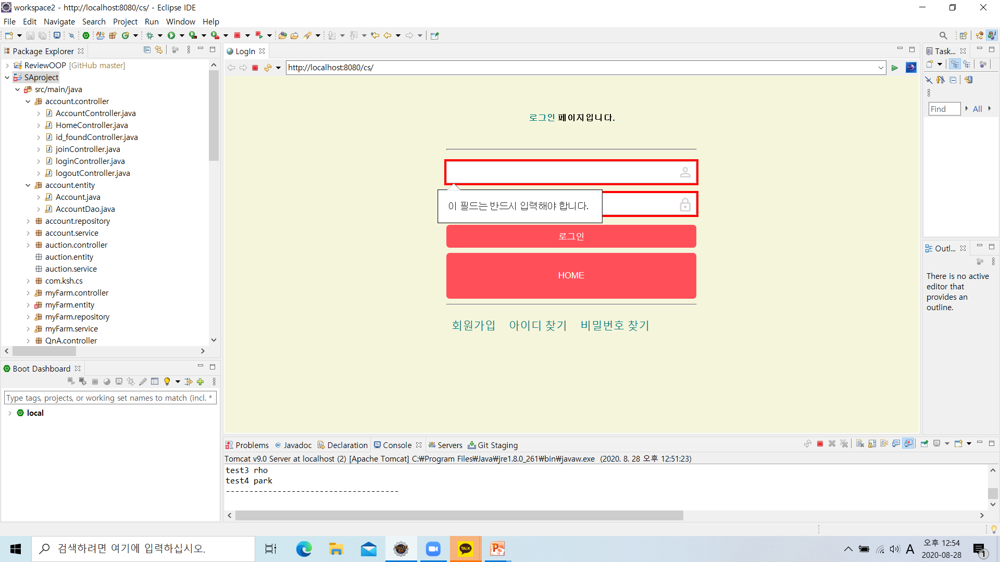 workspace2 - http://localhost:8080/cs/ - Eclipse IDE
File Edit Navigate Search Project Run Window Help
Package Explorer
ReviewOOP [GitHub master]
SAproject
src/main/java
account.controller
AccountController.java
HomeController.java
id_foundController.java
joinController.java
loginController.java
logoutController.java
account.entity
Account.java
AccountDao.java
account.repository
account.service
auction.controller
auction.entity
auction.service
com.ksh.cs
myFarm.controller
myFarm.entity
myFarm.repository
myFarm.service
QnA.controller
Boot Dashboard
Type tags, projects, or working set names to match (incl. *
local
LogIn
http://localhost:8080/cs/
로그인 페이지입니다.
이 필드는 반드시 입력해야 합니다.
로그인
HOME
회원가입 아이디 찾기 비밀번호 찾기
Task...
Find All
Outl...
There is no active
editor that
provides an
outline.
Problems @ Javadoc Declaration Console Servers Git Staging
Tomcat v9.0 Server at localhost (2) [Apache Tomcat] C:₩Program Files₩Java₩jre1.8.0_261₩bin₩javaw.exe (2020. 8. 28 오후 12:51:23)
test3 rho
test4 park
-------------------------------------
검색하려면 여기에 입력하십시오.
TALK
A
오후 12:54
2020-08-28
1